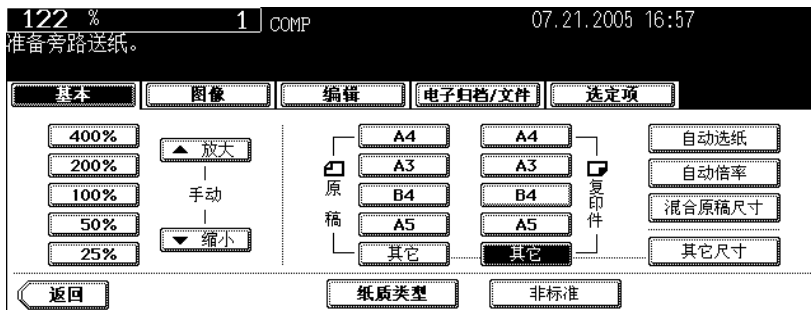 122 % 1 COMP 07.21.2005 16:57
准备旁路送纸。
基本 图像 编辑 电子归档/文件 选定项
400% 放大 A4 A4 自动选纸
200% A3 A3 自动倍率
100% 手动 原稿 B4 B4 复印件 混合原稿尺寸
50% 缩小 A5 A5
25% 其它 其它 其它尺寸
返回 纸质类型 非标准